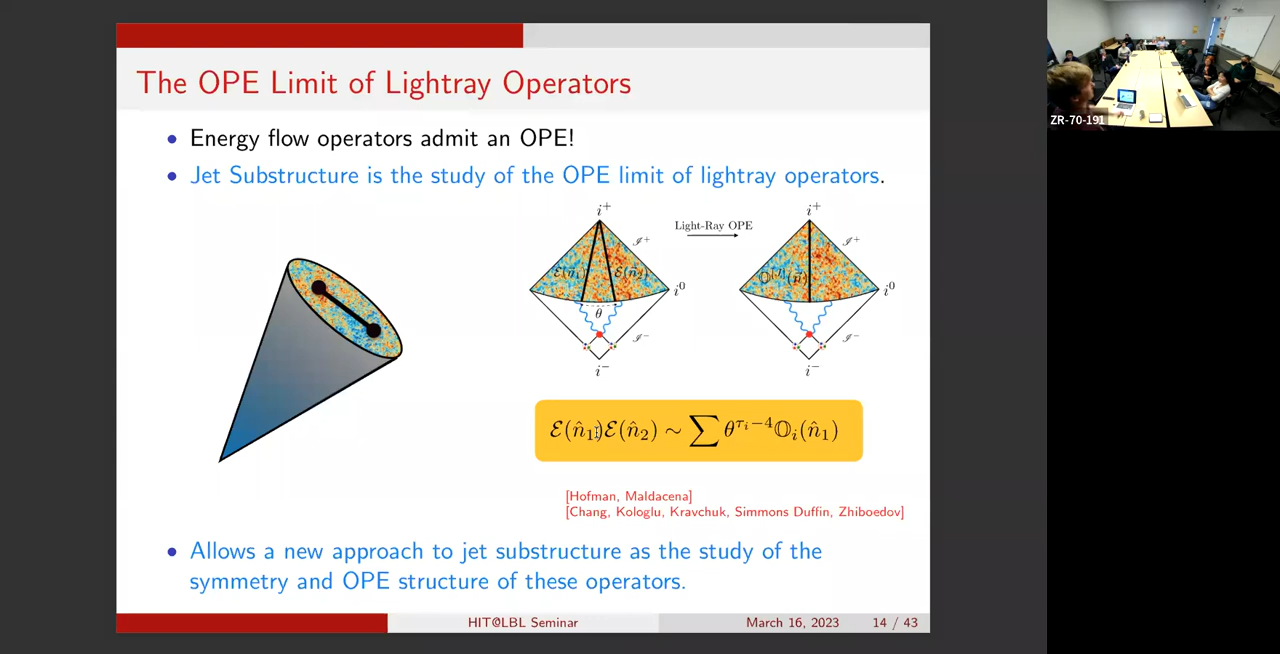 The OPE Limit of Lightray Operators
• Energy flow operators admit an OPE!
• Jet Substructure is the study of the OPE limit of lightray operators.
i⁺
Light-Ray OPE
i⁺
𝓘⁺
𝓘⁺
ℰ(n̂₁) ℰ(n̂₂)
i⁰
i⁰
θ
𝓘⁻
𝓘⁻
i⁻
i⁻
ℰ(n̂₁)ℰ(n̂₂) ∼ ∑ θ^{τᵢ−4} 𝕆ᵢ(n̂₁)
[Hofman, Maldacena]
[Chang, Kologlu, Kravchuk, Simmons Duffin, Zhiboedov]
• Allows a new approach to jet substructure as the study of the
symmetry and OPE structure of these operators.
HIT@LBL Seminar
March 16, 2023
14 / 43
ZR-70-191